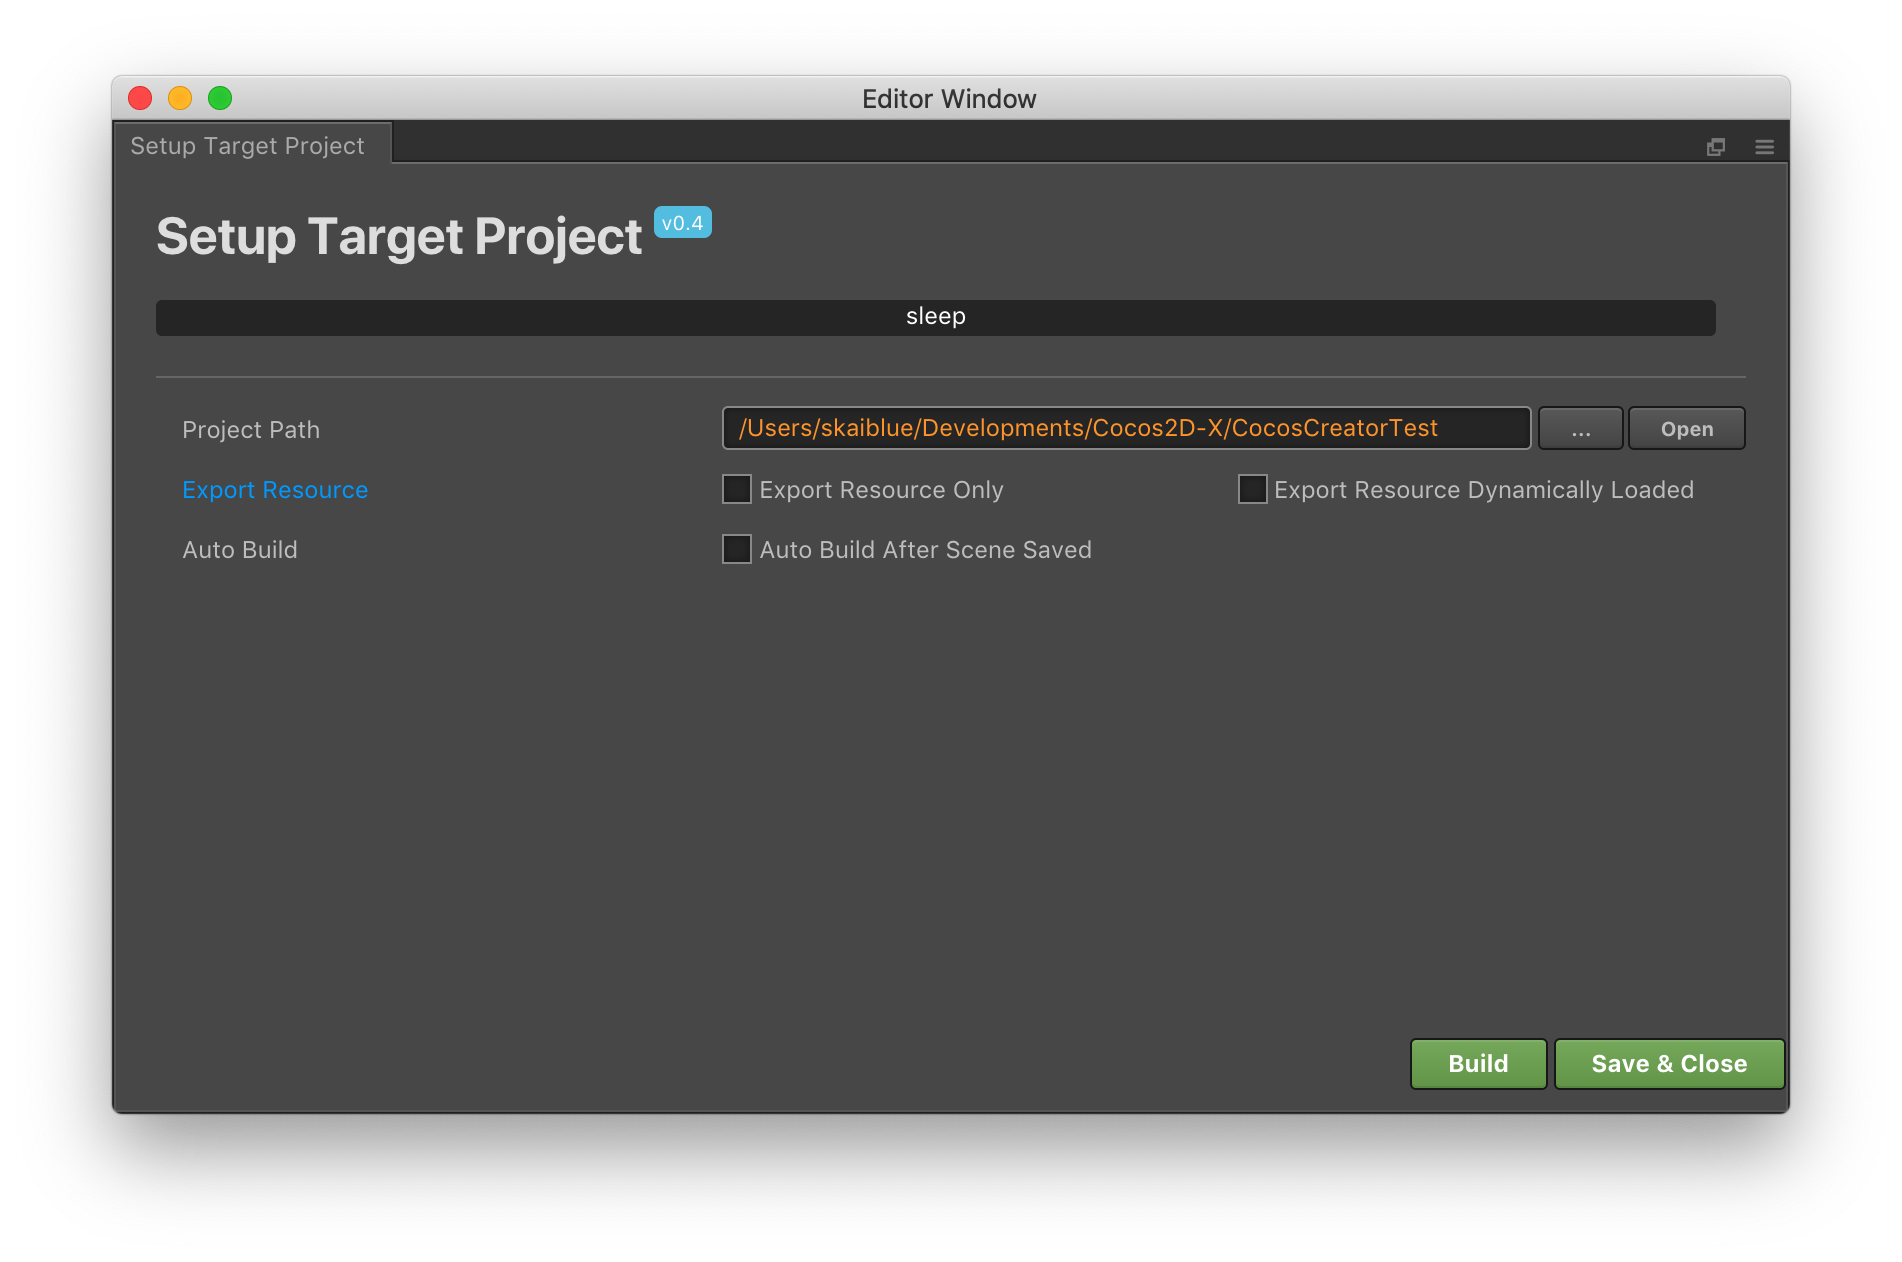 Editor Window
Setup Target Project
Setup Target Project v0.4
sleep
Project Path /Users/skaiblue/Developments/Cocos2D-X/CocosCreatorTest ... Open
Export Resource Export Resource Only Export Resource Dynamically Loaded
Auto Build Auto Build After Scene Saved
Build Save & Close